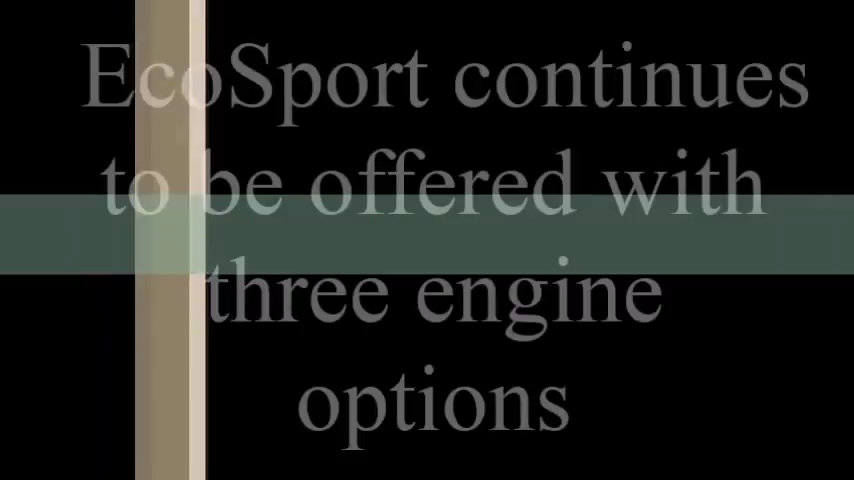 EcoSport continues
to be offered with
three engine
options